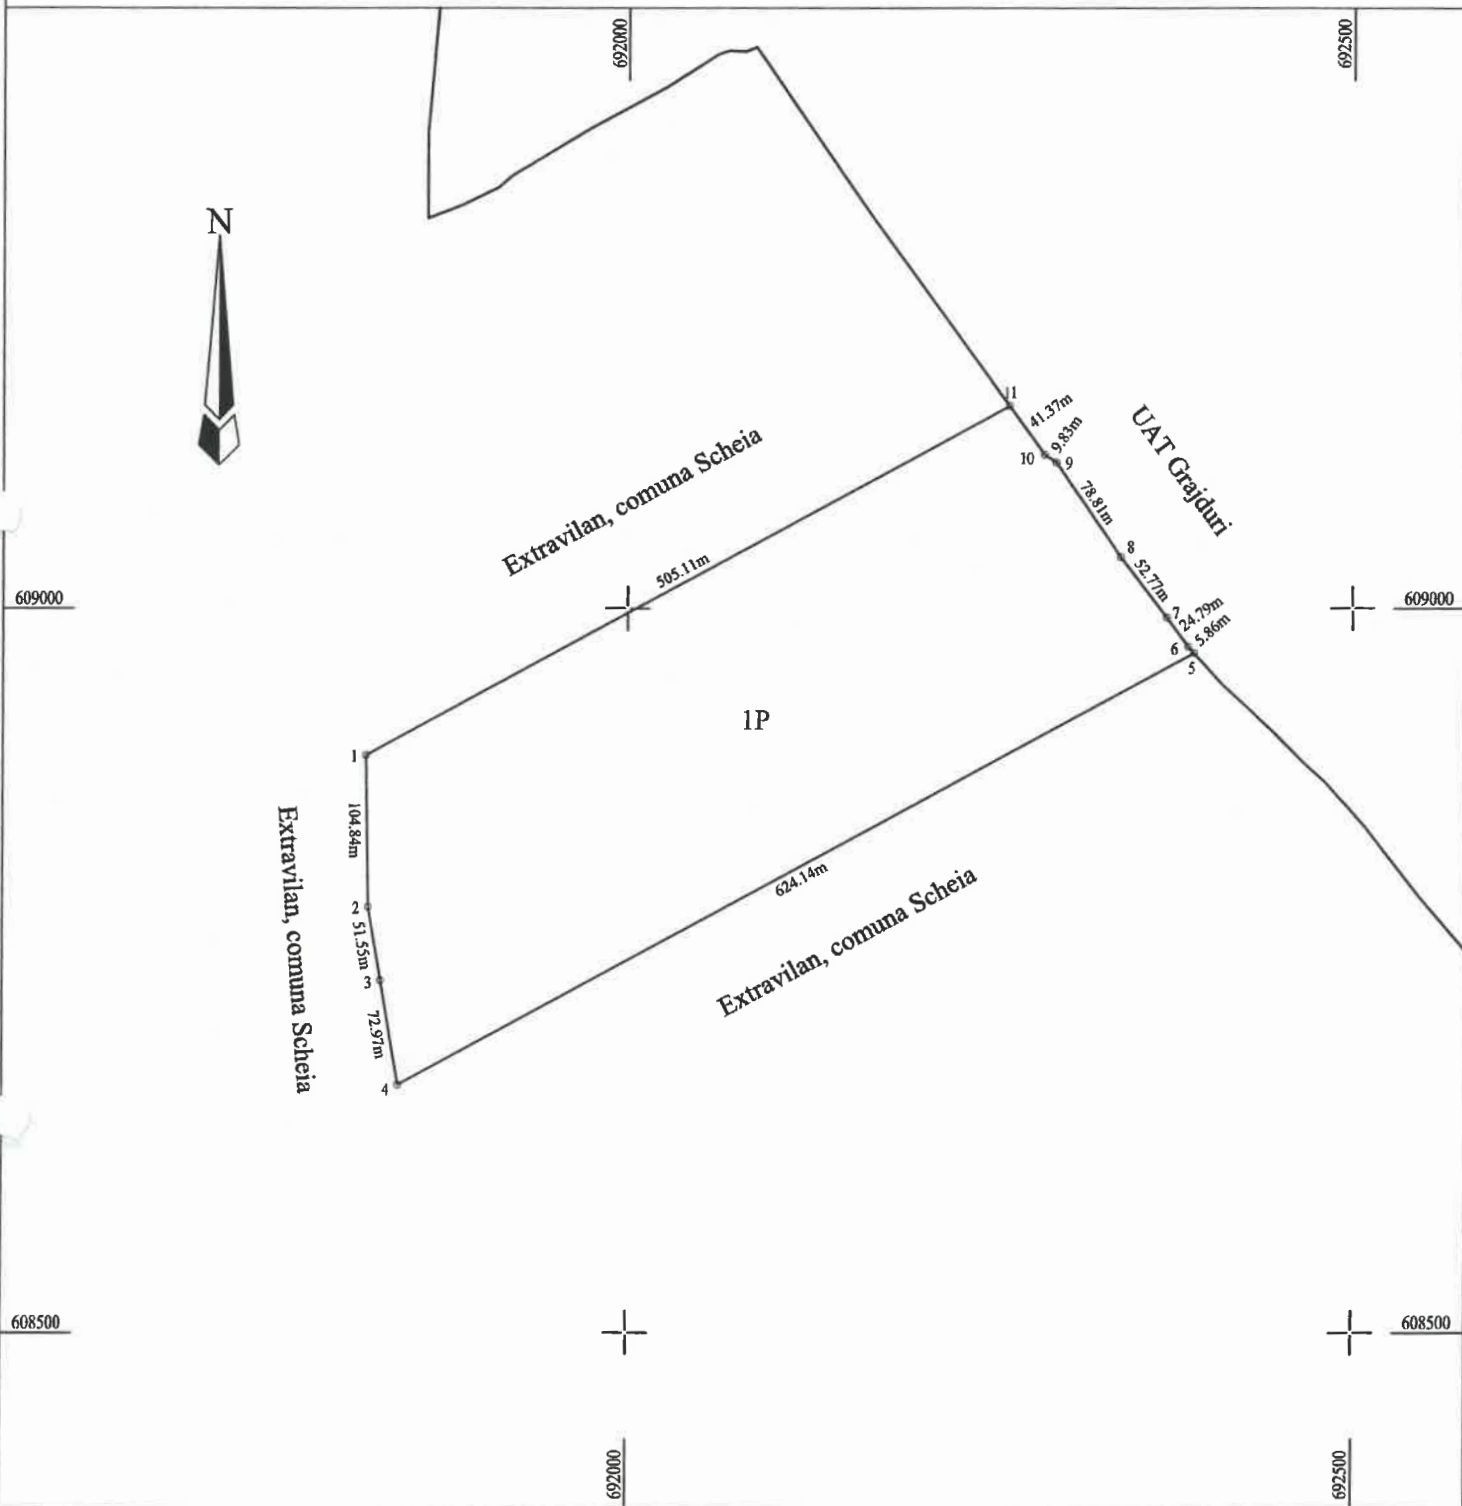 692000
692500
N
11
41.37m
UAT Grajduri
9.83m
10
9
Extravilan, comuna Scheia
78.81m
8
505.11m
52.77m
609000
609000
7
24.79m
5.86m
6
5
1P
1
104.84m
Extravilan, comuna Scheia
624.14m
Extravilan, comuna Scheia
2
51.55m
3
72.97m
4
608500
608500
692000
692500